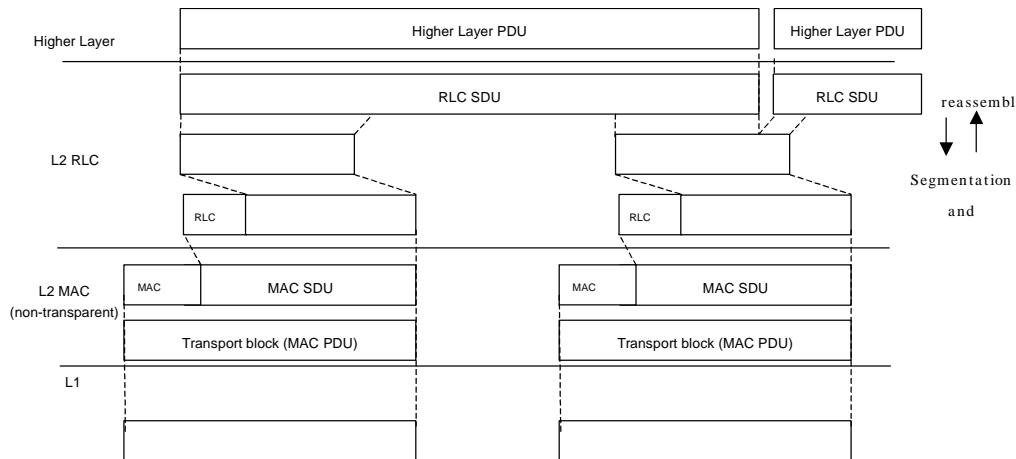 Higher Layer PDU
Higher Layer PDU
Higher Layer
RLC SDU
RLC SDU
reassembl
L2 RLC
Segmentation
and
RLC
RLC
MAC
MAC SDU
MAC
MAC SDU
L2 MAC
(non-transparent)
Transport block (MAC PDU)
Transport block (MAC PDU)
L1